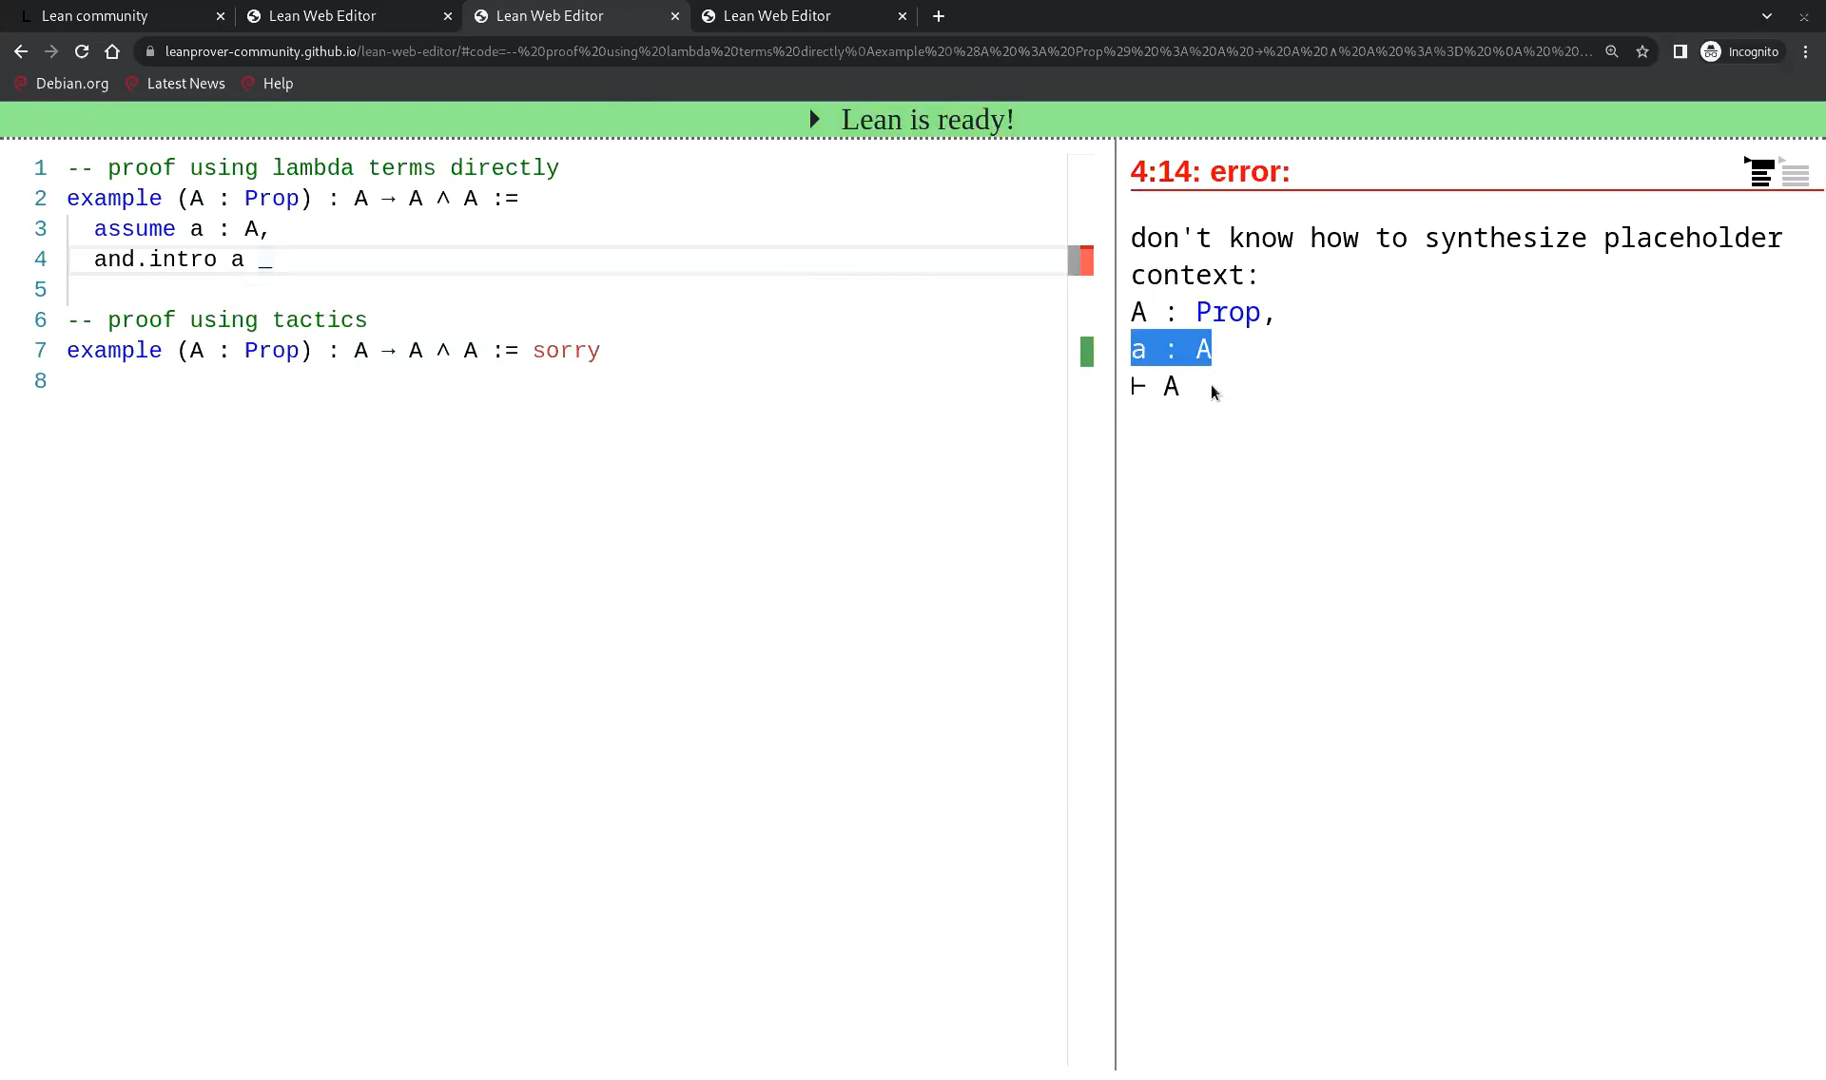 Lean community
Lean Web Editor
Lean Web Editor
Lean Web Editor
leanprover-community.github.io/lean-web-editor/#code=--%20proof%20using%20lambda%20terms%20directly%0Aexample%20%28A%20%3A%20Prop%29%20%3A%20A%20→%20A%20∧%20A%20%3A%3D%20%0A%20%20...
Incognito
Debian.org
Latest News
Help
Lean is ready!
1 -- proof using lambda terms directly
2 example (A : Prop) : A → A ∧ A :=
3 assume a : A,
4 and.intro a _
5
6 -- proof using tactics
7 example (A : Prop) : A → A ∧ A := sorry
8
4:14: error:
don't know how to synthesize placeholder
context:
A : Prop,
a : A
⊢ A